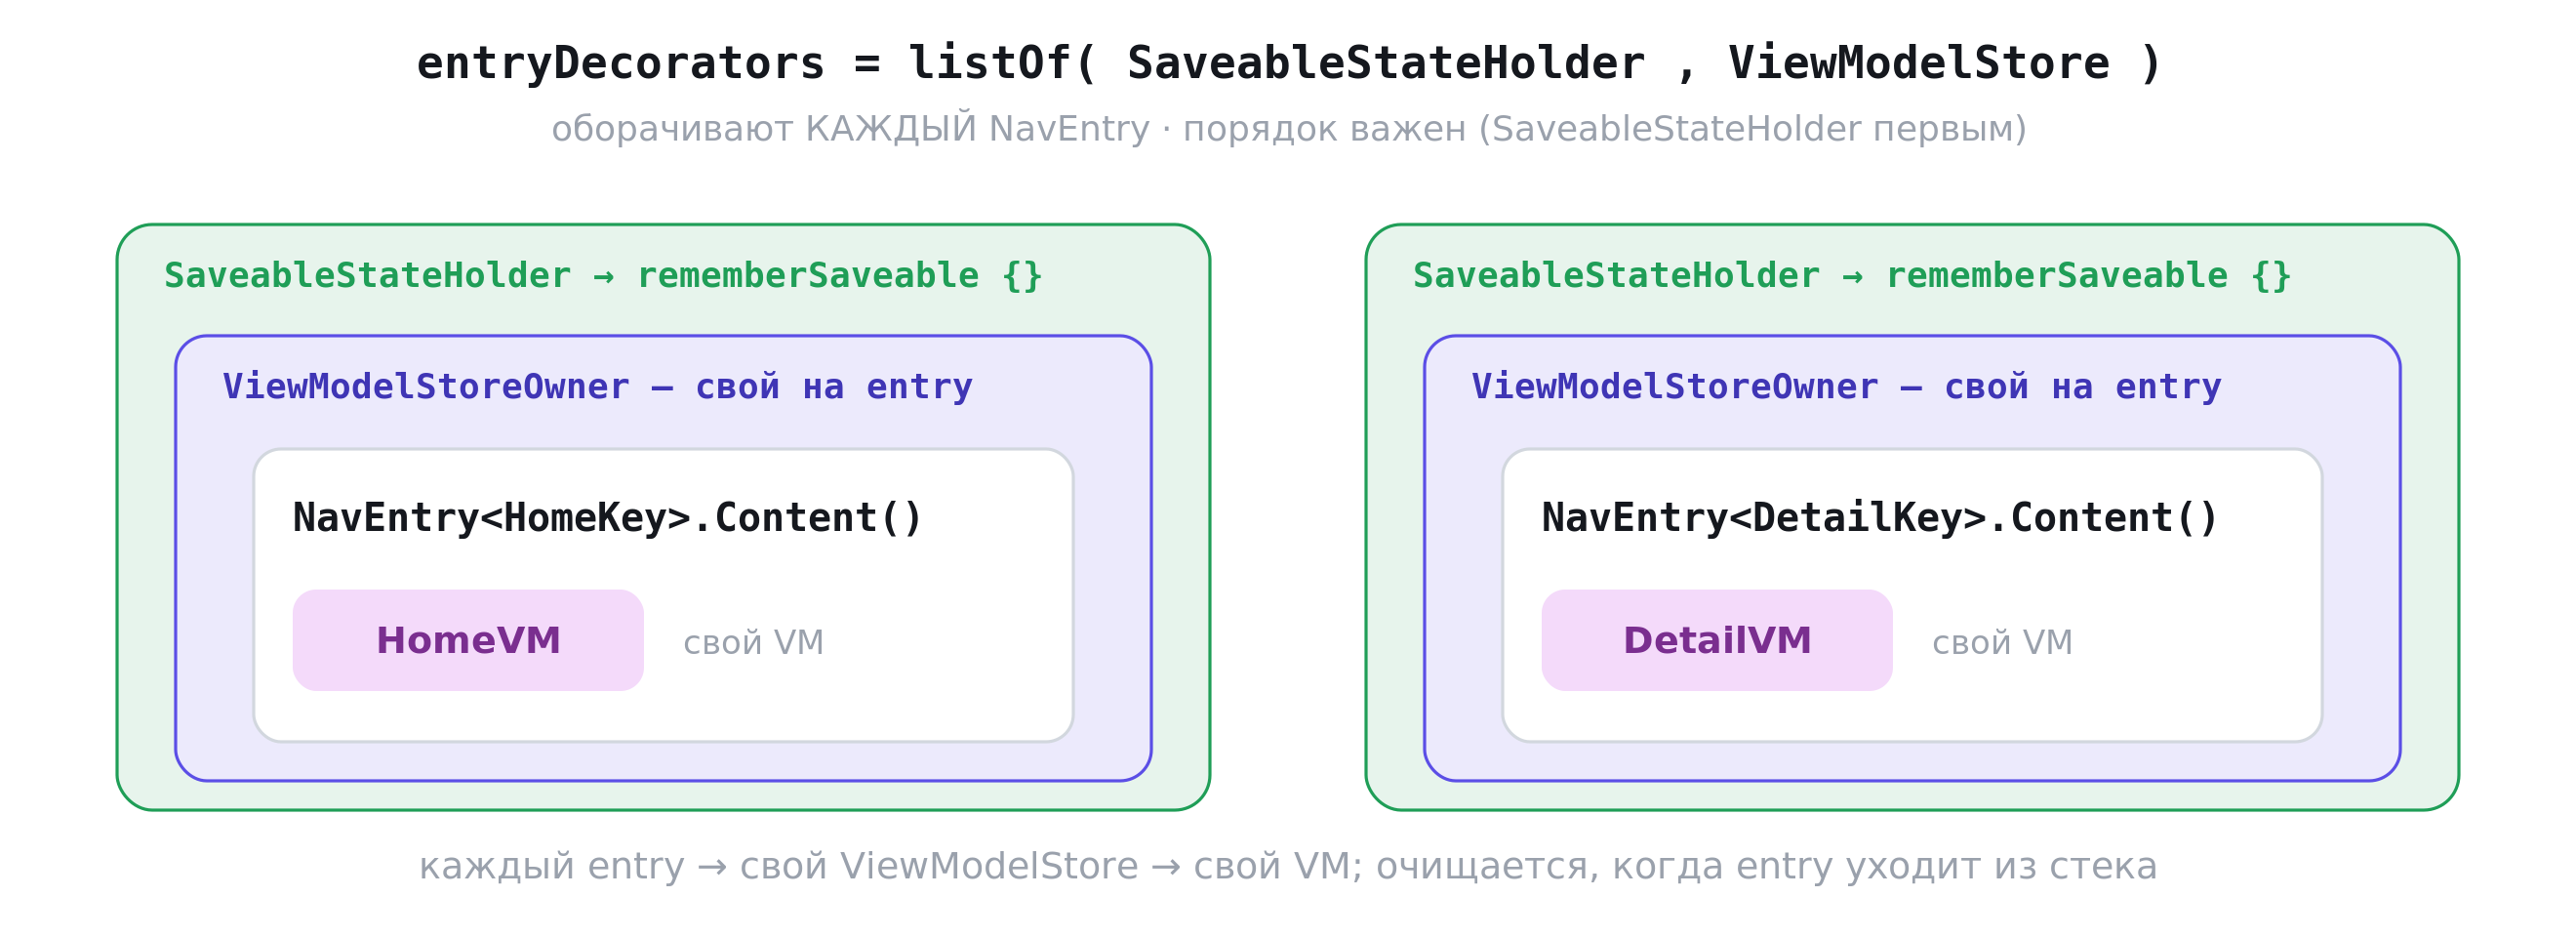 entryDecorators = listOf( SaveableStateHolder , ViewModelStore )
оборачивают КАЖДЫЙ NavEntry · порядок важен (SaveableStateHolder первым)
SaveableStateHolder → rememberSaveable {}
ViewModelStoreOwner — свой на entry
NavEntry<HomeKey>.Content()
HomeVM
свой VM
SaveableStateHolder → rememberSaveable {}
ViewModelStoreOwner — свой на entry
NavEntry<DetailKey>.Content()
DetailVM
свой VM
каждый entry → свой ViewModelStore → свой VM; очищается, когда entry уходит из стека